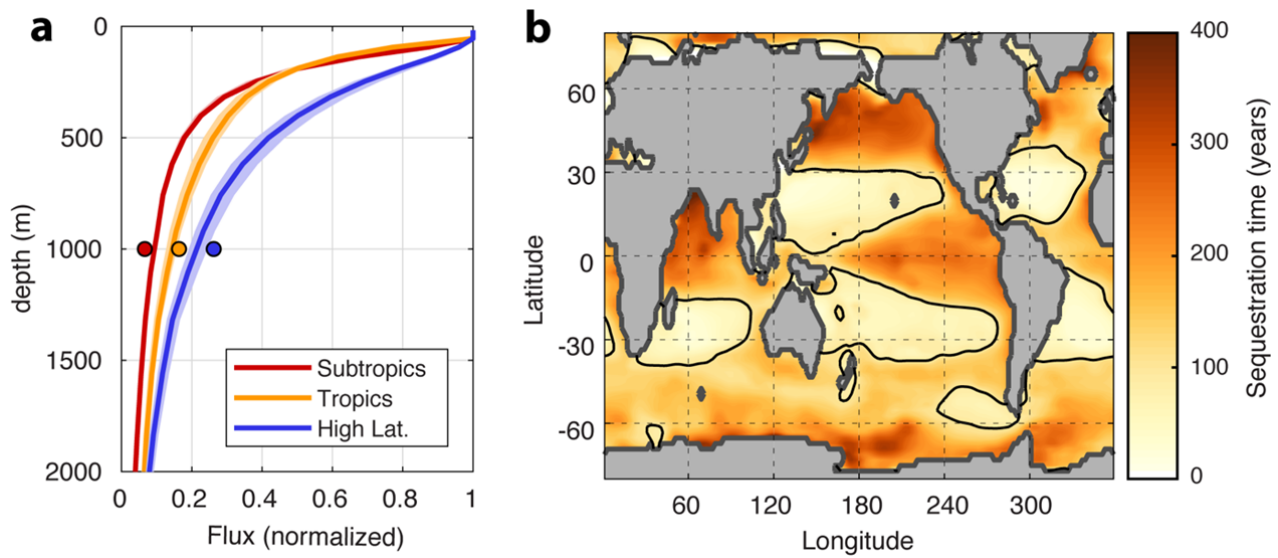 a
0
500
1000
1500
2000
depth (m)
Subtropics
Tropics
High Lat.
0 0.2 0.4 0.6 0.8 1
Flux (normalized)
b
60
30
0
-30
-60
Latitude
60 120 180 240 300
Longitude
400
300
200
100
0
Sequestration time (years)